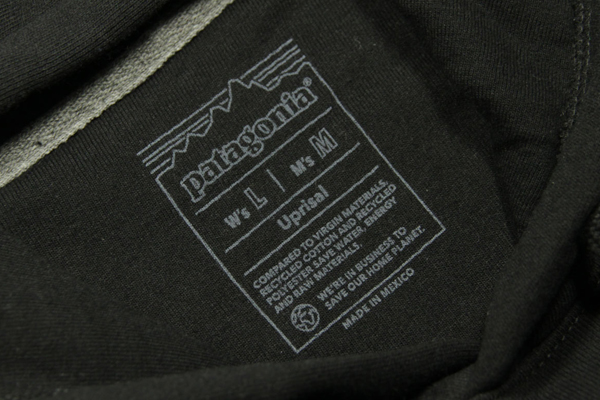 patagonia®
W's L | M's M
Uprisal
COMPARED TO VIRGIN MATERIALS,
RECYCLED COTTON AND RECYCLED
POLYESTER SAVE WATER, ENERGY
AND RAW MATERIALS.
WE'RE IN BUSINESS TO
SAVE OUR HOME PLANET.
MADE IN MEXICO